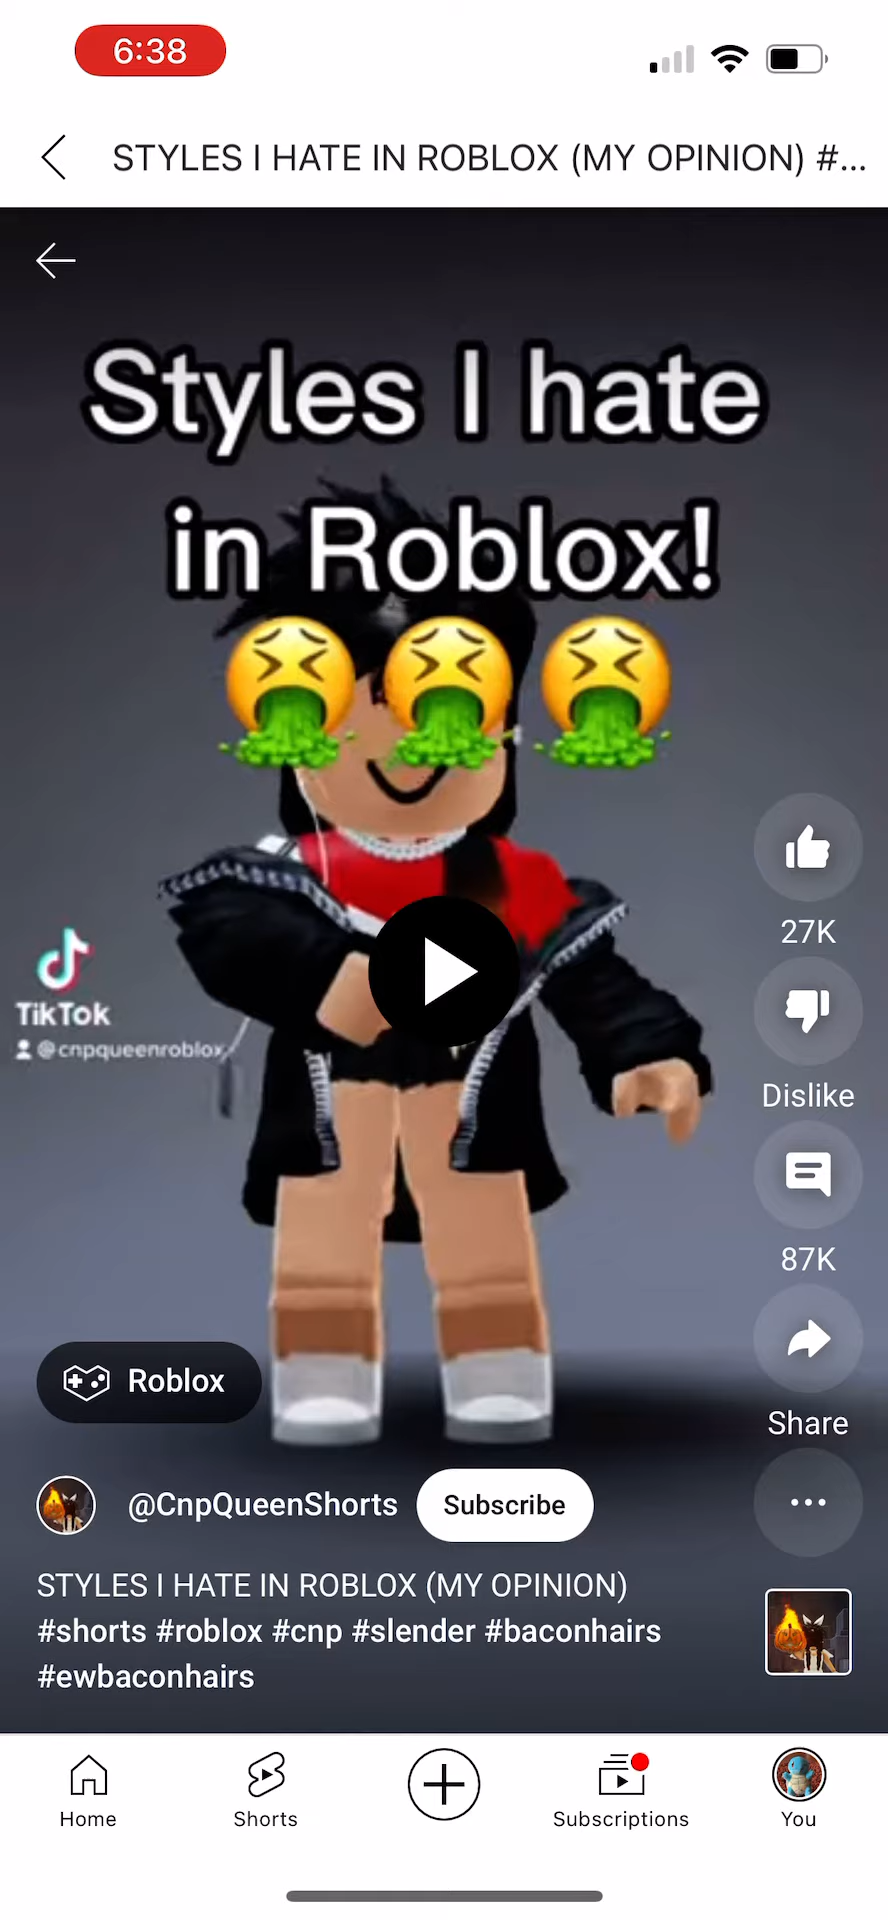 6:38
STYLES I HATE IN ROBLOX (MY OPINION) #...
Styles I hate
in Roblox!
TikTok
@cnpqueenroblox
27K
Dislike
87K
Share
Roblox
@CnpQueenShorts
Subscribe
STYLES I HATE IN ROBLOX (MY OPINION)
#shorts #roblox #cnp #slender #baconhairs
#ewbaconhairs
Home
Shorts
Subscriptions
You